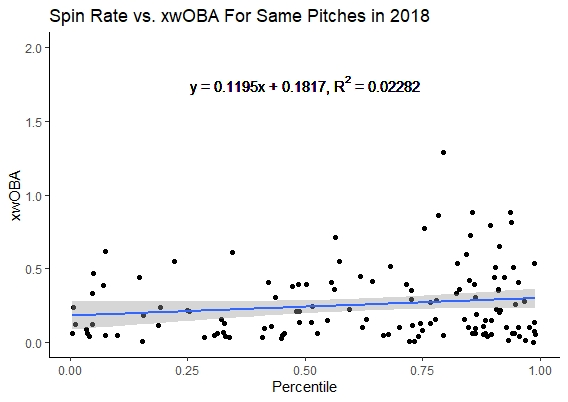 Spin Rate vs. xwOBA For Same Pitches in 2018
2.0
y = 0.1195x + 0.1817, R² = 0.02282
1.5
1.0
0.5
0.0
xwOBA
0.00 0.25 0.50 0.75 1.00
Percentile